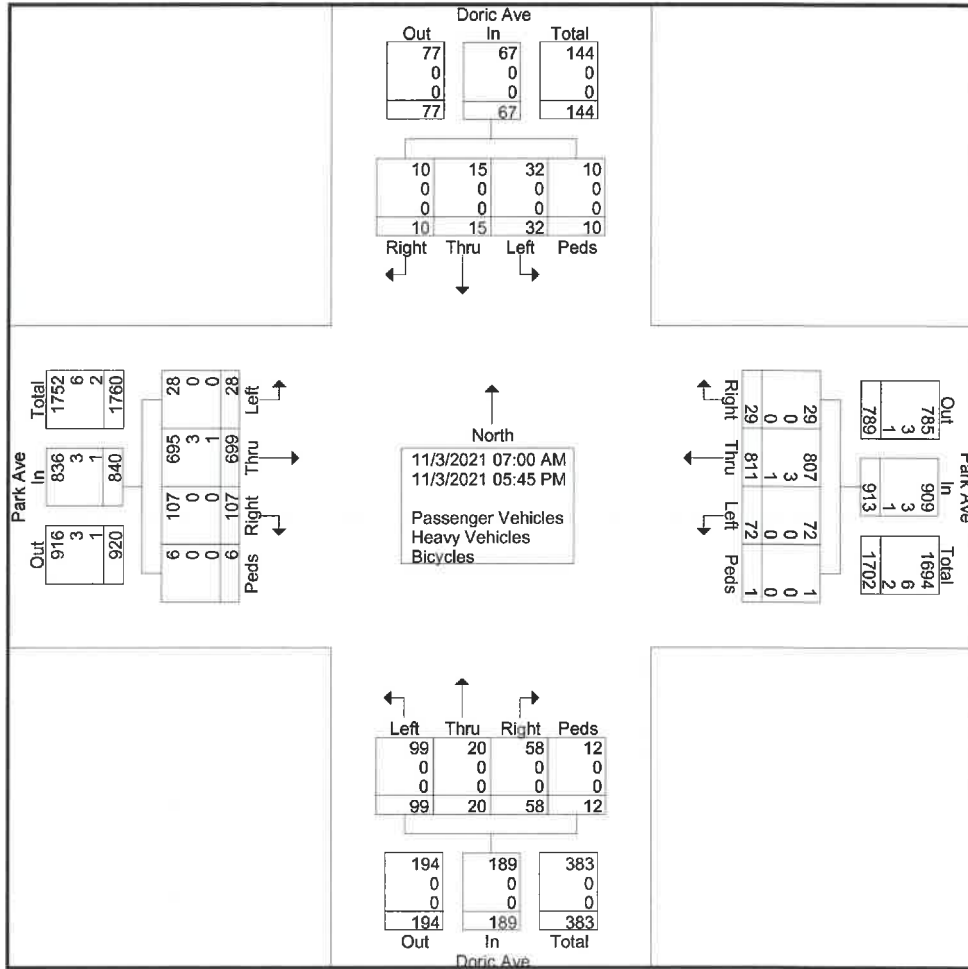 Doric Ave
Out In Total
77 67 144
0 0 0
0 0 0
77 67 144
10 15 32 10
0 0 0 0
0 0 0 0
10 15 32 10
Right Thru Left Peds
Park Ave
Total In Out
1752 836 916
6 3 3
2 1 1
1760 840 920
28 695 107 6
0 3 0 0
0 1 0 0
28 699 107 6
Left Thru Right Peds
North
11/3/2021 07:00 AM
11/3/2021 05:45 PM
Passenger Vehicles
Heavy Vehicles
Bicycles
Right Thru Left Peds
29 807 72 1
0 3 0 0
0 1 0 0
29 811 72 1
Out In Total
785 909 1694
3 3 6
1 1 2
789 913 1702
Park Ave
Left Thru Right Peds
99 20 58 12
0 0 0 0
0 0 0 0
99 20 58 12
194 189 383
0 0 0
0 0 0
194 189 383
Out In Total
Doric Ave